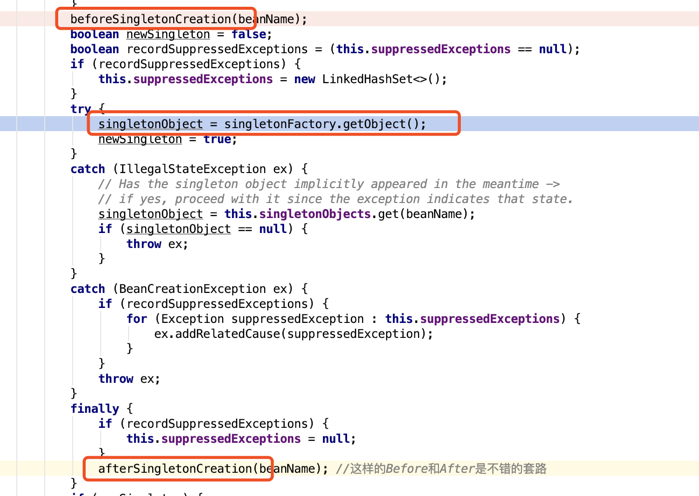 }
beforeSingletonCreation(beanName);
boolean newSingleton = false;
boolean recordSuppressedExceptions = (this.suppressedExceptions == null);
if (recordSuppressedExceptions) {
this.suppressedExceptions = new LinkedHashSet<>();
}
try {
singletonObject = singletonFactory.getObject();
newSingleton = true;
}
catch (IllegalStateException ex) {
// Has the singleton object implicitly appeared in the meantime ->
// if yes, proceed with it since the exception indicates that state.
singletonObject = this.singletonObjects.get(beanName);
if (singletonObject == null) {
throw ex;
}
}
catch (BeanCreationException ex) {
if (recordSuppressedExceptions) {
for (Exception suppressedException : this.suppressedExceptions) {
ex.addRelatedCause(suppressedException);
}
}
throw ex;
}
finally {
if (recordSuppressedExceptions) {
this.suppressedExceptions = null;
}
afterSingletonCreation(beanName); //这样的Before和After是不错的套路
}